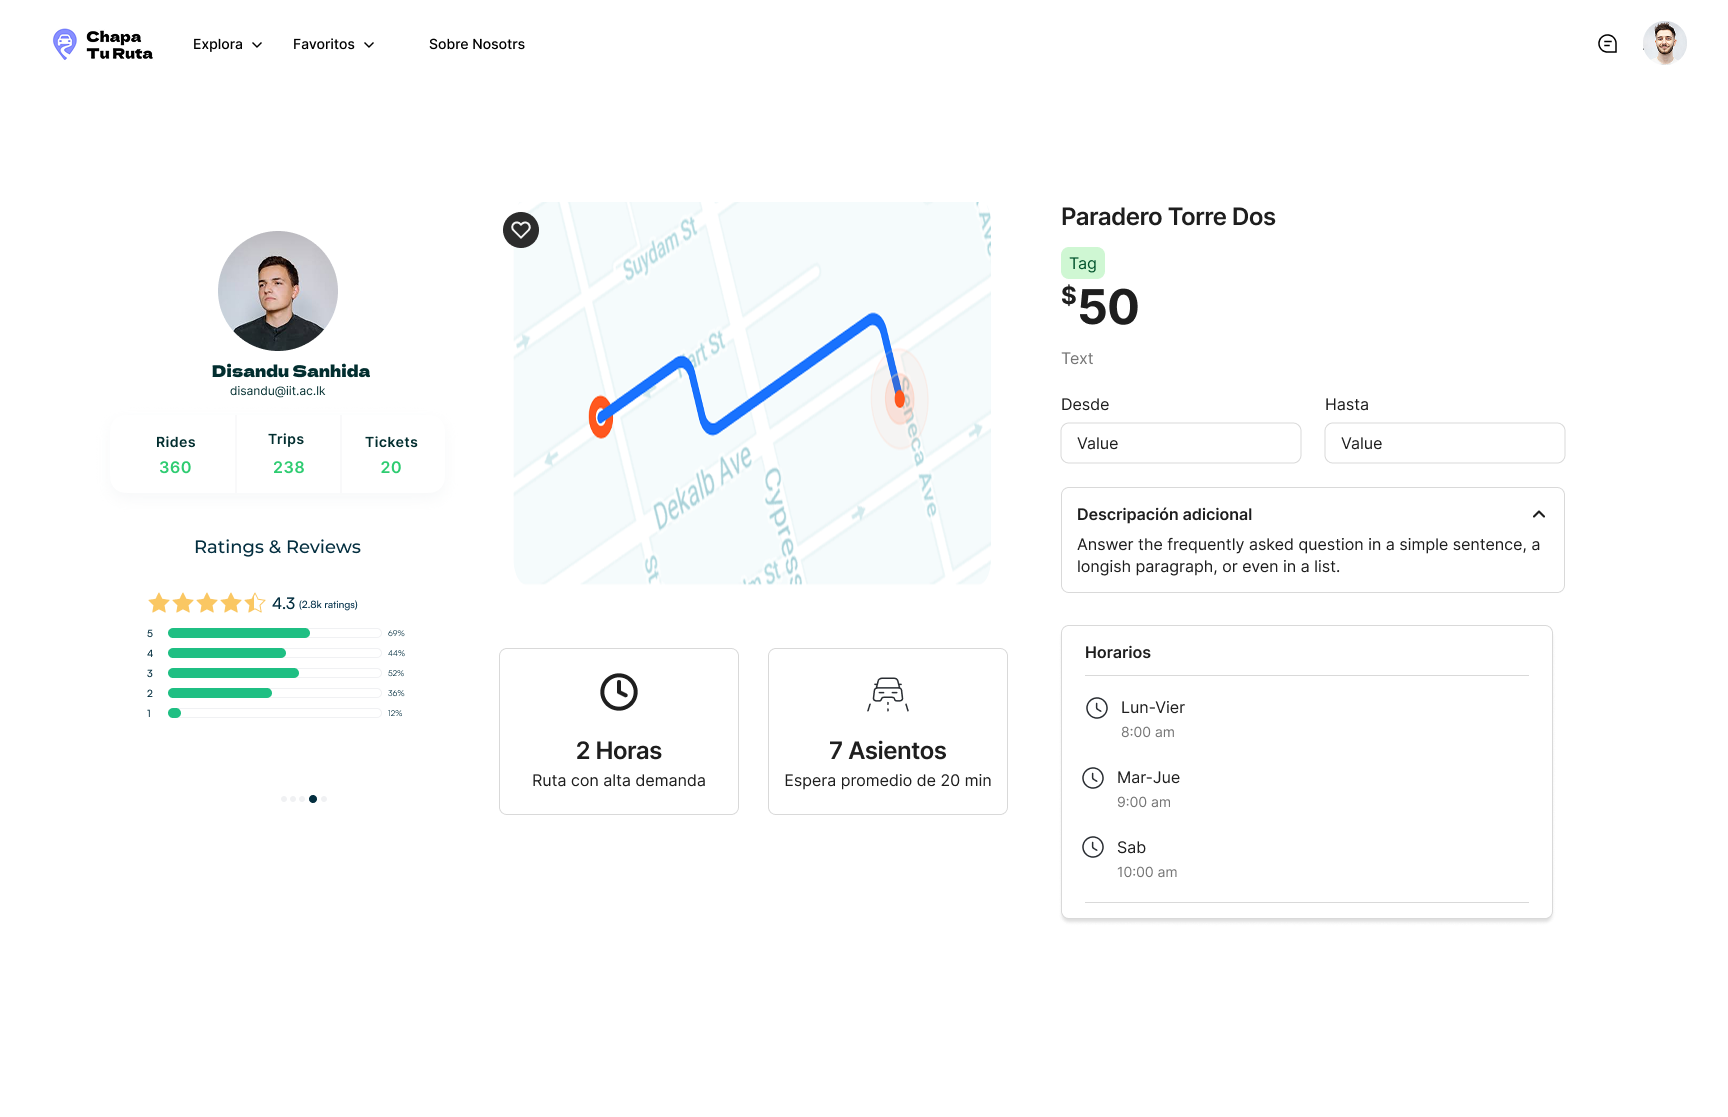 Chapa
Tu Ruta
Explora
Favoritos
Sobre Nosotrs
Disandu Sanhida
disandu@iit.ac.lk
Rides
360
Trips
238
Tickets
20
Ratings & Reviews
4.3 (2.8k ratings)
5 69%
4 44%
3 52%
2 36%
1 12%
Suydam St
Hart St
Dekalb Ave
Cypress
Seneca Ave
Av
St
m St
2 Horas
Ruta con alta demanda
7 Asientos
Espera promedio de 20 min
Paradero Torre Dos
Tag
$50
Text
Desde
Value
Hasta
Value
Descripación adicional
Answer the frequently asked question in a simple sentence, a
longish paragraph, or even in a list.
Horarios
Lun-Vier
8:00 am
Mar-Jue
9:00 am
Sab
10:00 am